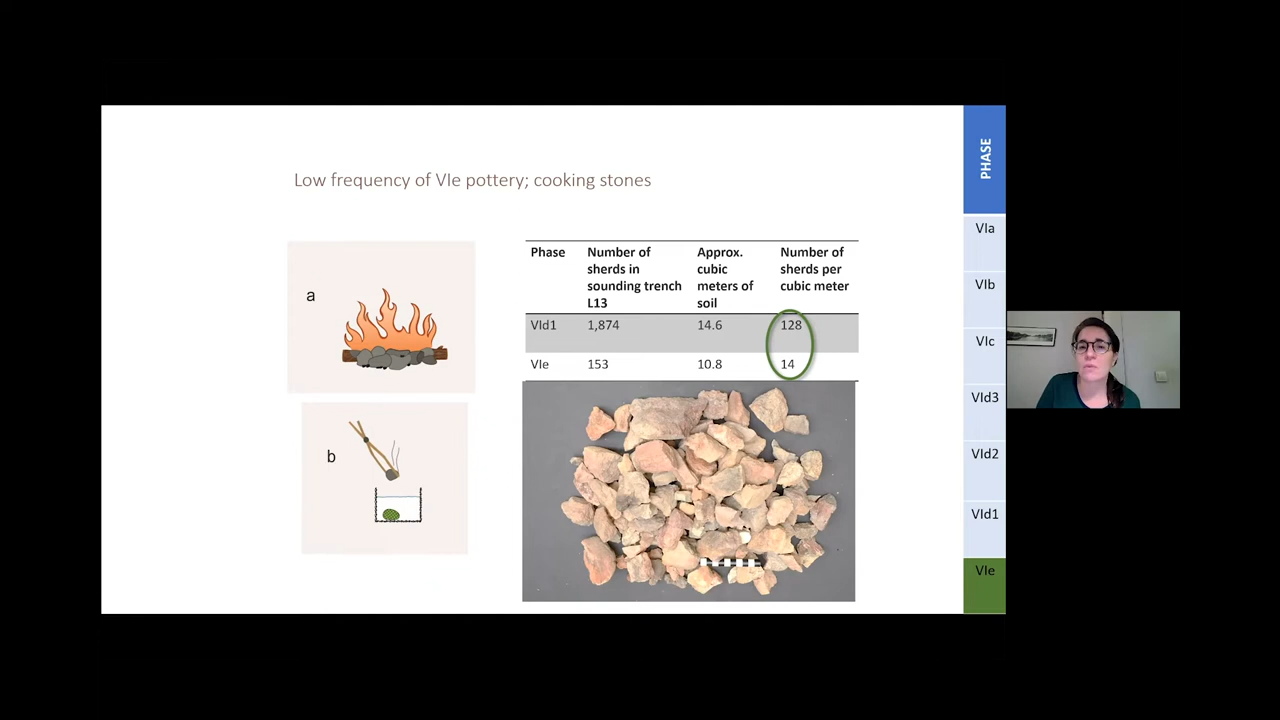 Low frequency of VIe pottery; cooking stones
a
b
Phase
Number of
sherds in
sounding trench
L13
Approx.
cubic
meters of
soil
Number of
sherds per
cubic meter
VId1 1,874 14.6 128
VIe 153 10.8 14
PHASE
VIa
VIb
VIc
VId3
VId2
VId1
VIe